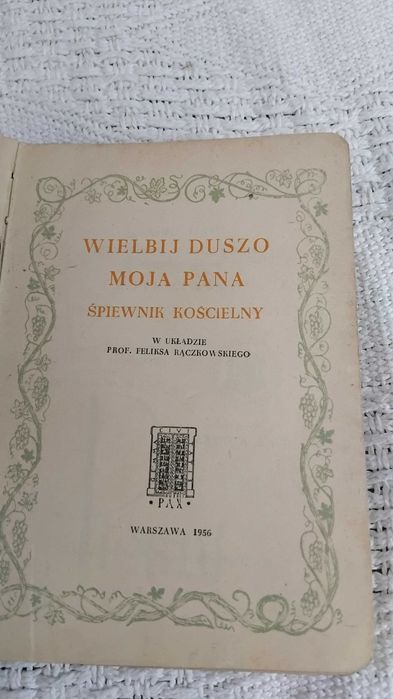 WIELBIJ DUSZO
MOJA PANA
ŚPIEWNIK KOŚCIELNY
W UKŁADZIE
PROF. FELIKSA RĄCZKOWSKIEGO
· PAX ·
WARSZAWA 1956